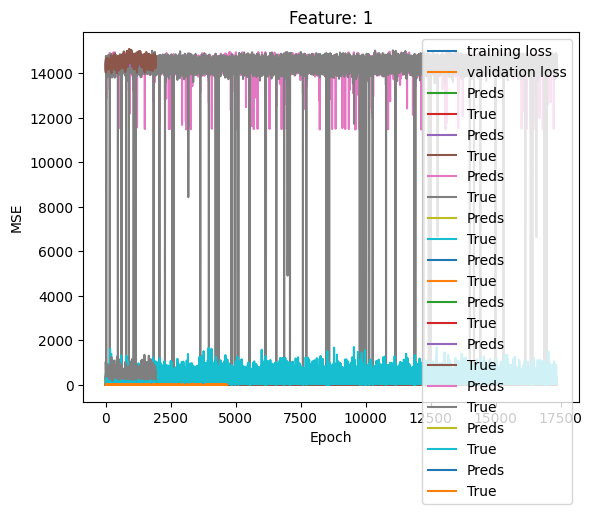 Feature: 1
MSE
14000
12000
10000
8000
6000
4000
2000
0
0
2500
5000
7500
10000
12500
15000
17500
Epoch
training loss
validation loss
Preds
True
Preds
True
Preds
True
Preds
True
Preds
True
Preds
True
Preds
True
Preds
True
Preds
True
Preds
True